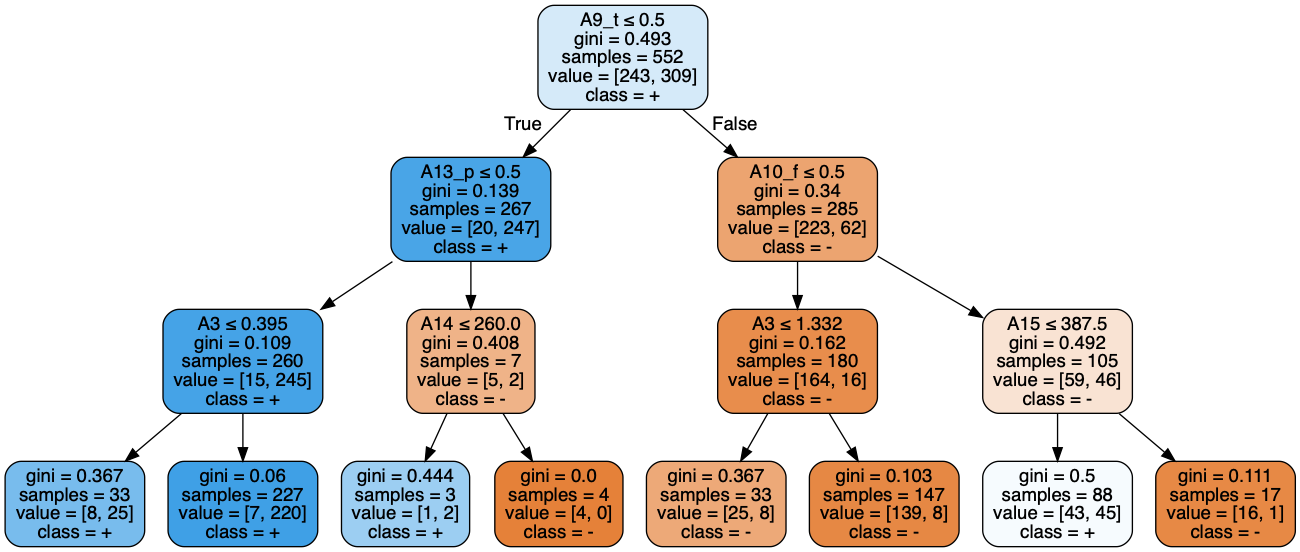 A9_t ≤ 0.5
gini = 0.493
samples = 552
value = [243, 309]
class = +
True
False
A13_p ≤ 0.5
gini = 0.139
samples = 267
value = [20, 247]
class = +
A10_f ≤ 0.5
gini = 0.34
samples = 285
value = [223, 62]
class = -
A3 ≤ 0.395
gini = 0.109
samples = 260
value = [15, 245]
class = +
A14 ≤ 260.0
gini = 0.408
samples = 7
value = [5, 2]
class = -
A3 ≤ 1.332
gini = 0.162
samples = 180
value = [164, 16]
class = -
A15 ≤ 387.5
gini = 0.492
samples = 105
value = [59, 46]
class = -
gini = 0.367
samples = 33
value = [8, 25]
class = +
gini = 0.06
samples = 227
value = [7, 220]
class = +
gini = 0.444
samples = 3
value = [1, 2]
class = +
gini = 0.0
samples = 4
value = [4, 0]
class = -
gini = 0.367
samples = 33
value = [25, 8]
class = -
gini = 0.103
samples = 147
value = [139, 8]
class = -
gini = 0.5
samples = 88
value = [43, 45]
class = +
gini = 0.111
samples = 17
value = [16, 1]
class = -